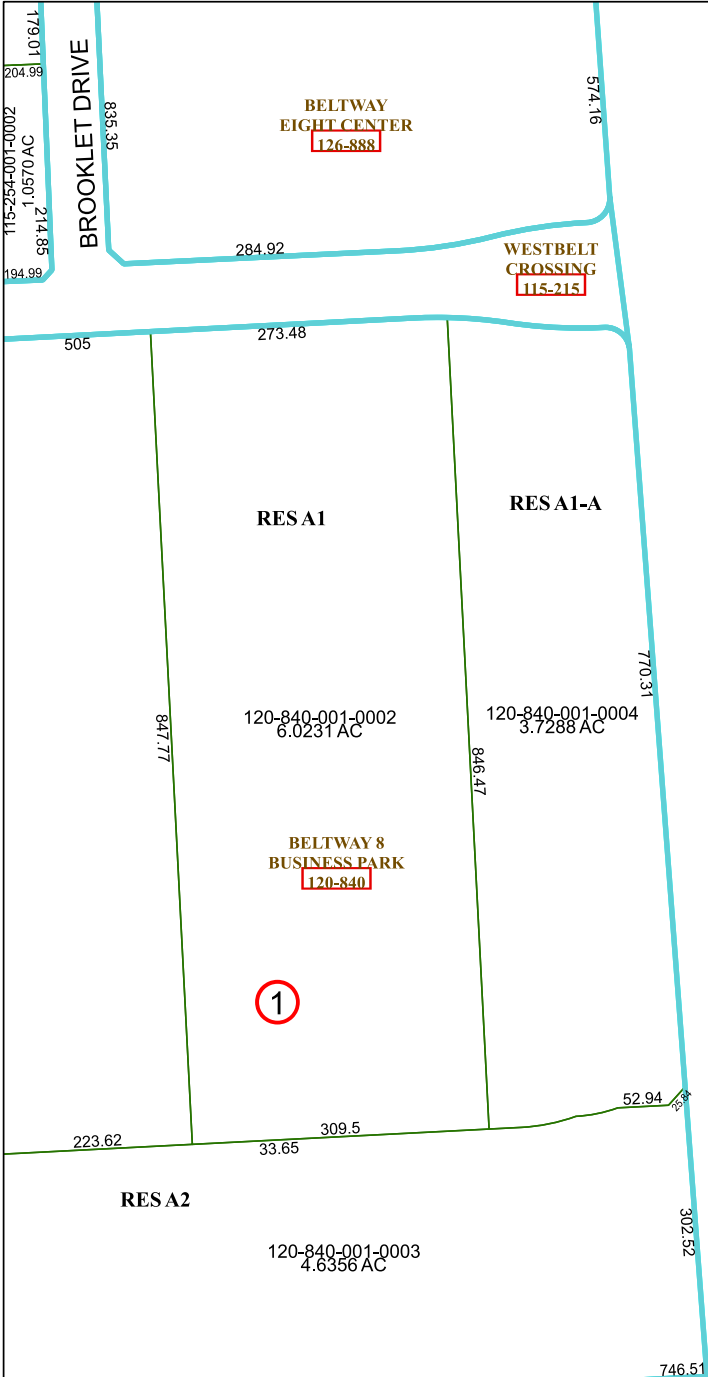 179.01
204.99
115-254-001-0002
1.0570 AC
214.85
194.99
BROOKLET DRIVE
835.35
BELTWAY
EIGHT CENTER
126-888
574.16
284.92
WESTBELT
CROSSING
115-215
505
273.48
RES A1
RES A1-A
770.31
120-840-001-0002
6.0231 AC
120-840-001-0004
3.7288 AC
847.77
846.47
BELTWAY 8
BUSINESS PARK
120-840
1
52.94
25.84
223.62
309.5
33.65
RES A2
302.52
120-840-001-0003
4.6356 AC
746.51